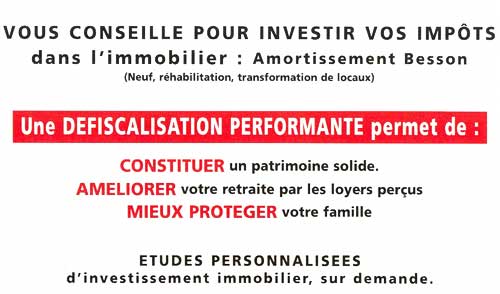 VOUS CONSEILLE POUR INVESTIR VOS IMPÔTS
dans l'immobilier : Amortissement Besson
(Neuf, réhabilitation, transformation de locaux)
Une DEFISCALISATION PERFORMANTE permet de :
CONSTITUER un patrimoine solide.
AMELIORER votre retraite par les loyers perçus
MIEUX PROTEGER votre famille
ETUDES PERSONNALISEES
d'investissement immobilier, sur demande.